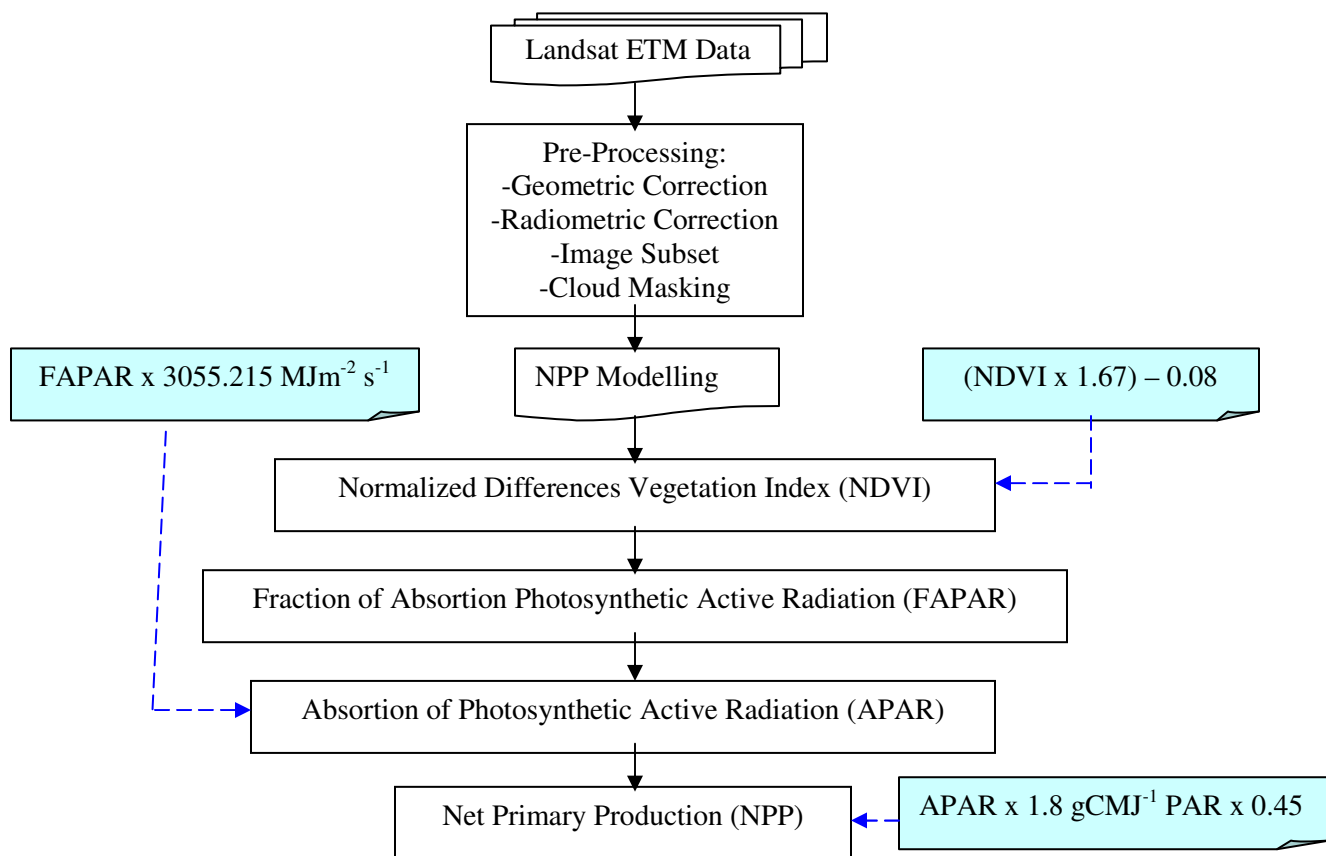 Landsat ETM Data
Pre-Processing:
-Geometric Correction
-Radiometric Correction
-Image Subset
-Cloud Masking
FAPAR x 3055.215 MJm⁻² s⁻¹
NPP Modelling
(NDVI x 1.67) – 0.08
Normalized Differences Vegetation Index (NDVI)
Fraction of Absortion Photosynthetic Active Radiation (FAPAR)
Absortion of Photosynthetic Active Radiation (APAR)
Net Primary Production (NPP)
APAR x 1.8 gCMJ⁻¹ PAR x 0.45